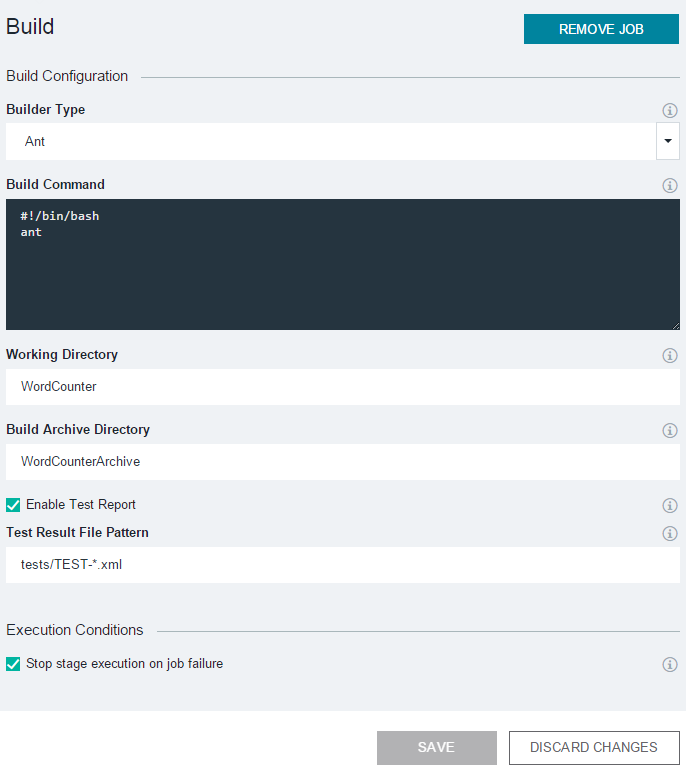 Build
REMOVE JOB
Build Configuration
Builder Type
Ant
Build Command
#!/bin/bash
ant
Working Directory
WordCounter
Build Archive Directory
WordCounterArchive
Enable Test Report
Test Result File Pattern
tests/TEST-*.xml
Execution Conditions
Stop stage execution on job failure
SAVE
DISCARD CHANGES